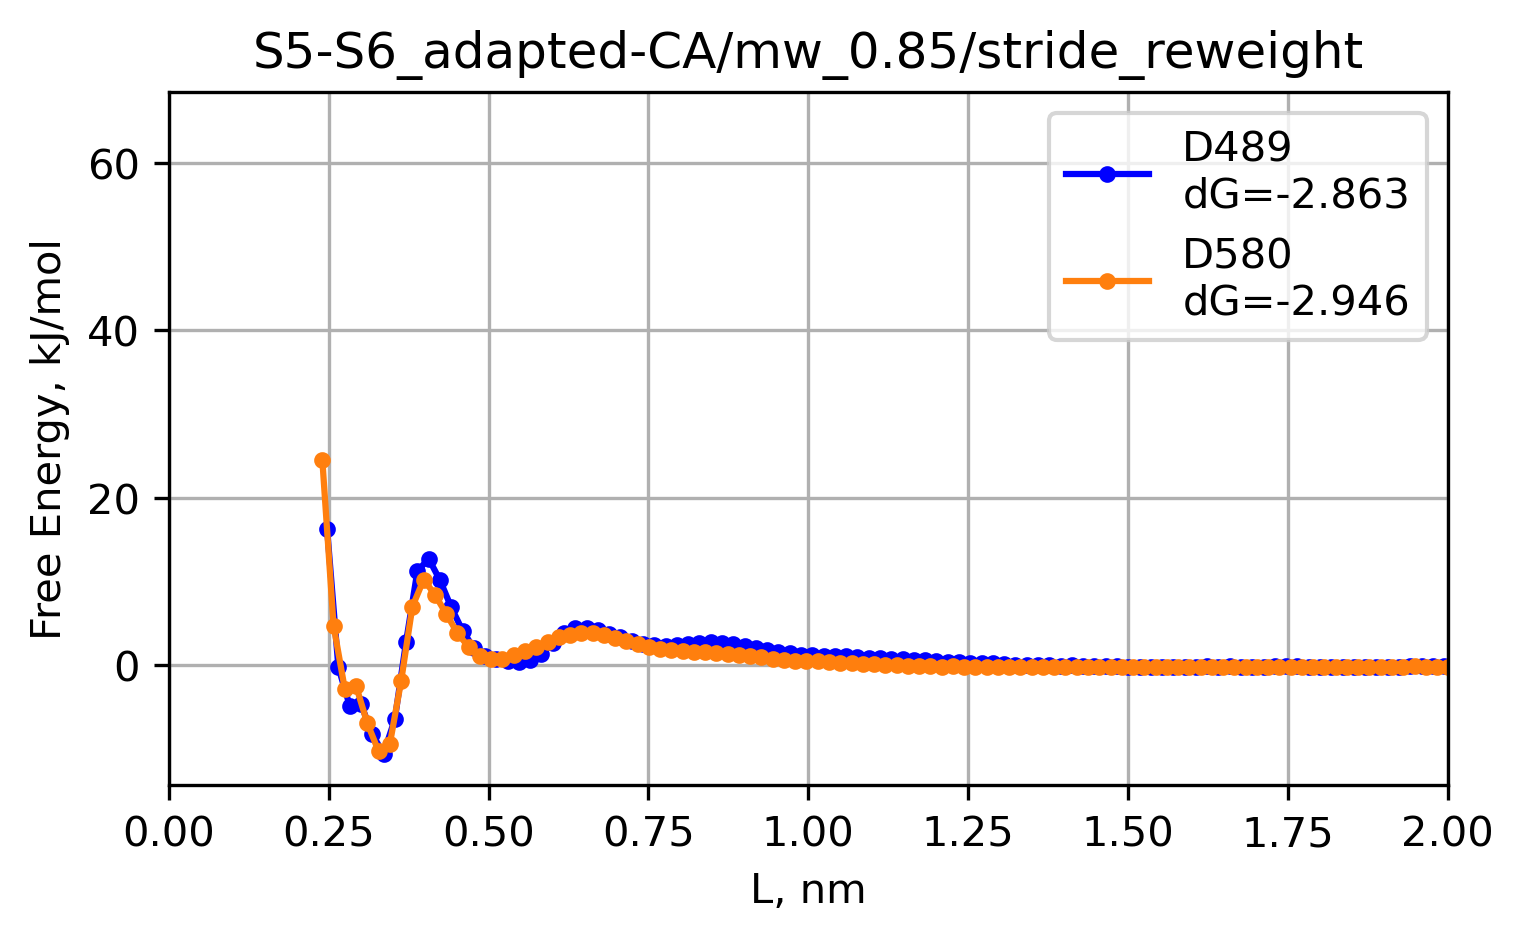 S5-S6_adapted-CA/mw_0.85/stride_reweight
Free Energy, kJ/mol
60
40
20
0
D489
dG=-2.863
D580
dG=-2.946
0.00 0.25 0.50 0.75 1.00 1.25 1.50 1.75 2.00
L, nm